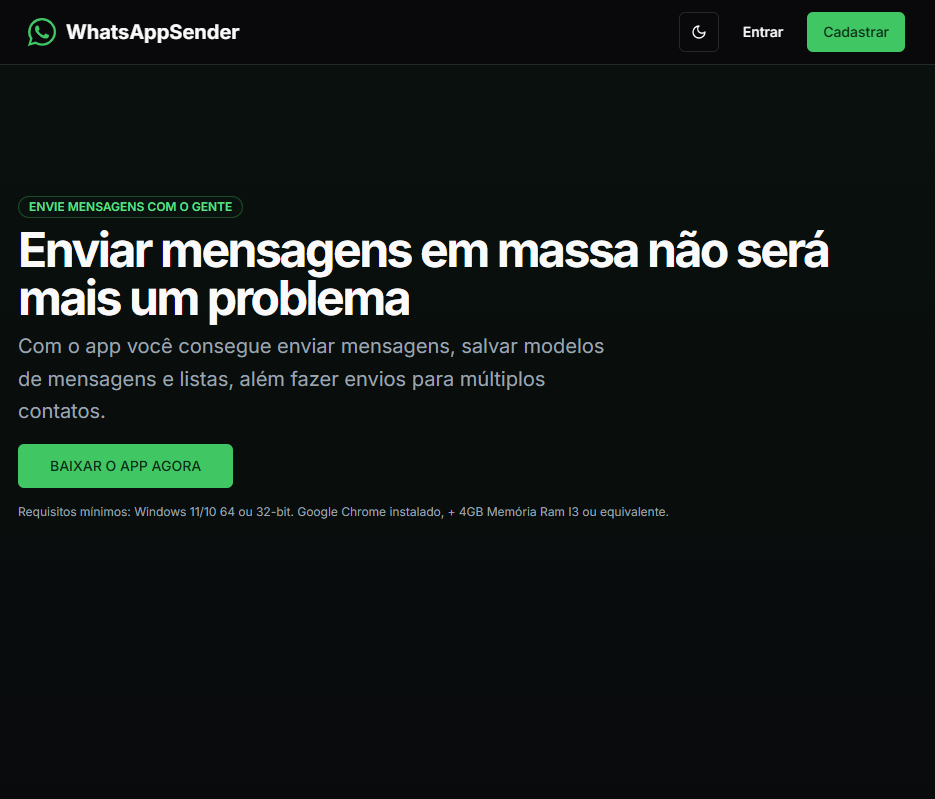 WhatsAppSender
Entrar
Cadastrar
ENVIE MENSAGENS COM O GENTE
Enviar mensagens em massa não será
mais um problema
Com o app você consegue enviar mensagens, salvar modelos
de mensagens e listas, além fazer envios para múltiplos
contatos.
BAIXAR O APP AGORA
Requisitos mínimos: Windows 11/10 64 ou 32-bit. Google Chrome instalado, + 4GB Memória Ram I3 ou equivalente.